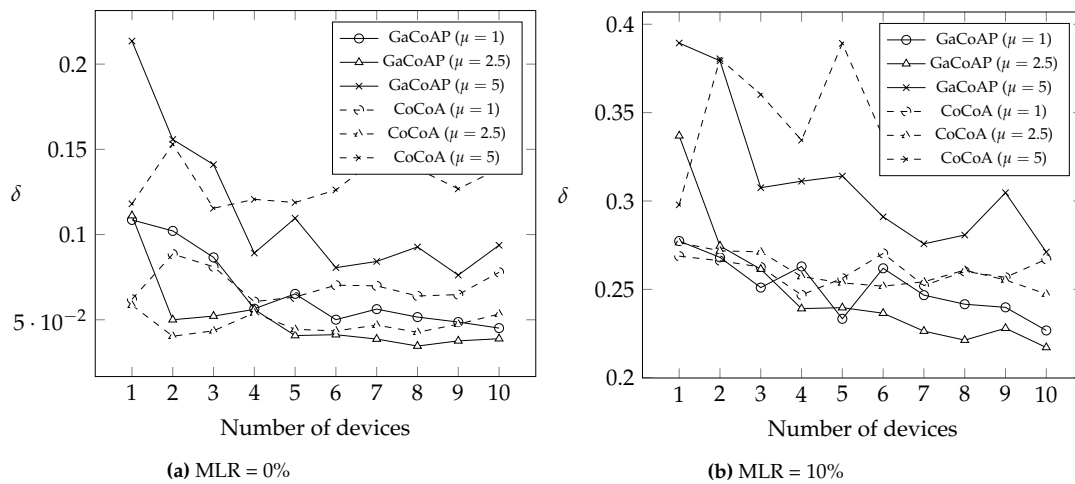 GaCoAP (μ = 1)
GaCoAP (μ = 2.5)
GaCoAP (μ = 5)
CoCoA (μ = 1)
CoCoA (μ = 2.5)
CoCoA (μ = 5)
0.2
0.15
0.1
5 · 10⁻²
δ
1 2 3 4 5 6 7 8 9 10
Number of devices
(a) MLR = 0%
GaCoAP (μ = 1)
GaCoAP (μ = 2.5)
GaCoAP (μ = 5)
CoCoA (μ = 1)
CoCoA (μ = 2.5)
CoCoA (μ = 5)
0.4
0.35
0.3
0.25
0.2
δ
1 2 3 4 5 6 7 8 9 10
Number of devices
(b) MLR = 10%